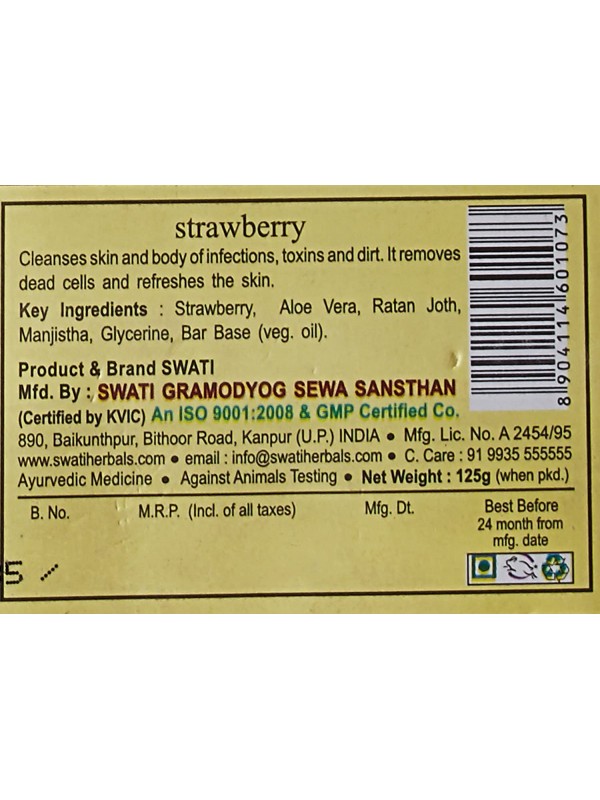 strawberry
Cleanses skin and body of infections, toxins and dirt. It removes
dead cells and refreshes the skin.
Key Ingredients : Strawberry, Aloe Vera, Ratan Joth,
Manjistha, Glycerine, Bar Base (veg. oil).
Product & Brand SWATI
Mfd. By : SWATI GRAMODYOG SEWA SANSTHAN
(Certified by KVIC) An ISO 9001:2008 & GMP Certified Co.
890, Baikunthpur, Bithoor Road, Kanpur (U.P.) INDIA ● Mfg. Lic. No. A 2454/95
www.swatiherbals.com ● email : info@swatiherbals.com ● C. Care : 91 9935 555555
Ayurvedic Medicine ● Against Animals Testing ● Net Weight : 125g (when pkd.)
B. No. M.R.P. (Incl. of all taxes) Mfg. Dt. Best Before
24 month from
mfg. date
8 904114 601073